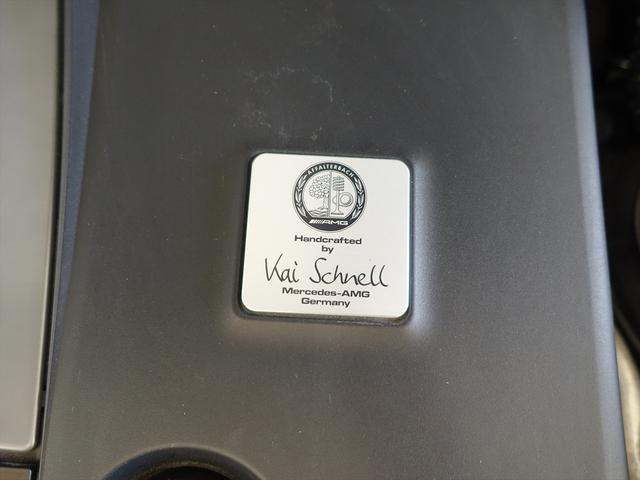 AFFALTERBACH
AMG
Handcrafted
by
Kai Schnell
Mercedes-AMG
Germany